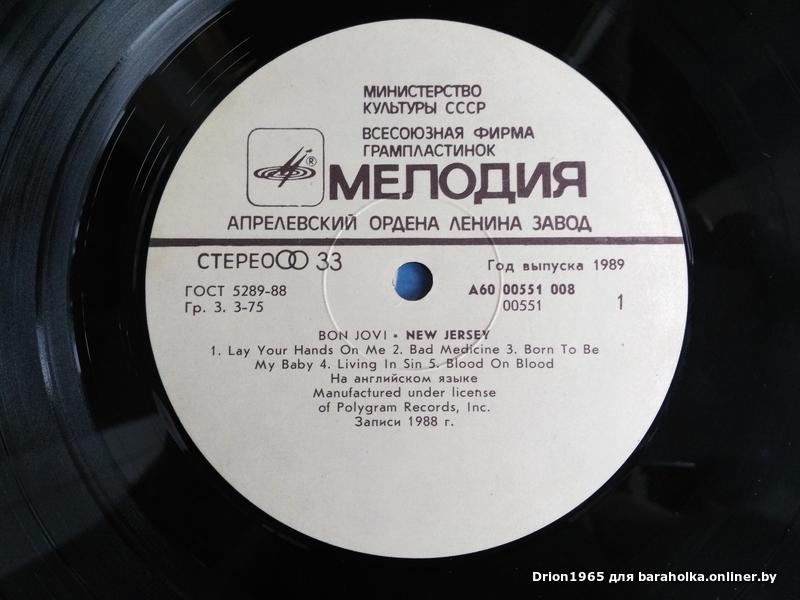 МИНИСТЕРСТВО
КУЛЬТУРЫ СССР
ВСЕСОЮЗНАЯ ФИРМА
ГРАМПЛАСТИНОК
®
МЕЛОДИЯ
АПРЕЛЕВСКИЙ ОРДЕНА ЛЕНИНА ЗАВОД
СТЕРЕО 33
Год выпуска 1989
ГОСТ 5289-88
А60 00551 008
Гр. 3. 3-75
00551
1
BON JOVI • NEW JERSEY
1. Lay Your Hands On Me 2. Bad Medicine 3. Born To Be
My Baby 4. Living In Sin 5. Blood On Blood
На английском языке
Manufactured under license
of Polygram Records, Inc.
Записи 1988 г.
Drion1965 для baraholka.onliner.by